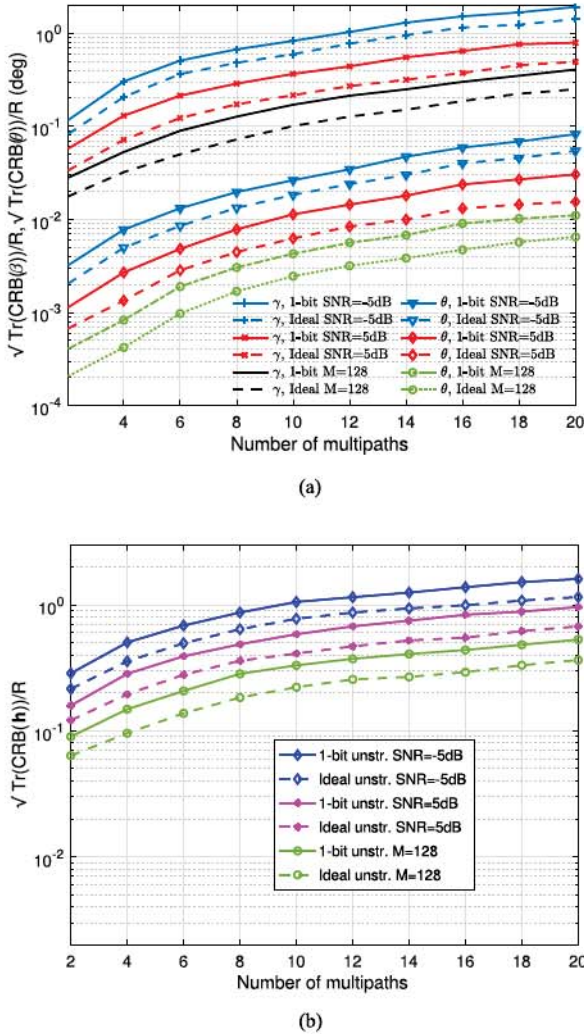 √Tr(CRB(β))/R, √Tr(CRB(θ))/R (deg)
10⁰
10⁻¹
10⁻²
10⁻³
10⁻⁴
γ, 1-bit SNR=-5dB
γ, Ideal SNR=-5dB
γ, 1-bit SNR=5dB
γ, Ideal SNR=5dB
γ, 1-bit M=128
γ, Ideal M=128
θ, 1-bit SNR=-5dB
θ, Ideal SNR=-5dB
θ, 1-bit SNR=5dB
θ, Ideal SNR=5dB
θ, 1-bit M=128
θ, Ideal M=128
4 6 8 10 12 14 16 18 20
Number of multipaths
(a)
√Tr(CRB(h))/R
10⁰
10⁻¹
10⁻²
1-bit unstr. SNR=-5dB
Ideal unstr. SNR=-5dB
1-bit unstr. SNR=5dB
Ideal unstr. SNR=5dB
1-bit unstr. M=128
Ideal unstr. M=128
2 4 6 8 10 12 14 16 18 20
Number of multipaths
(b)